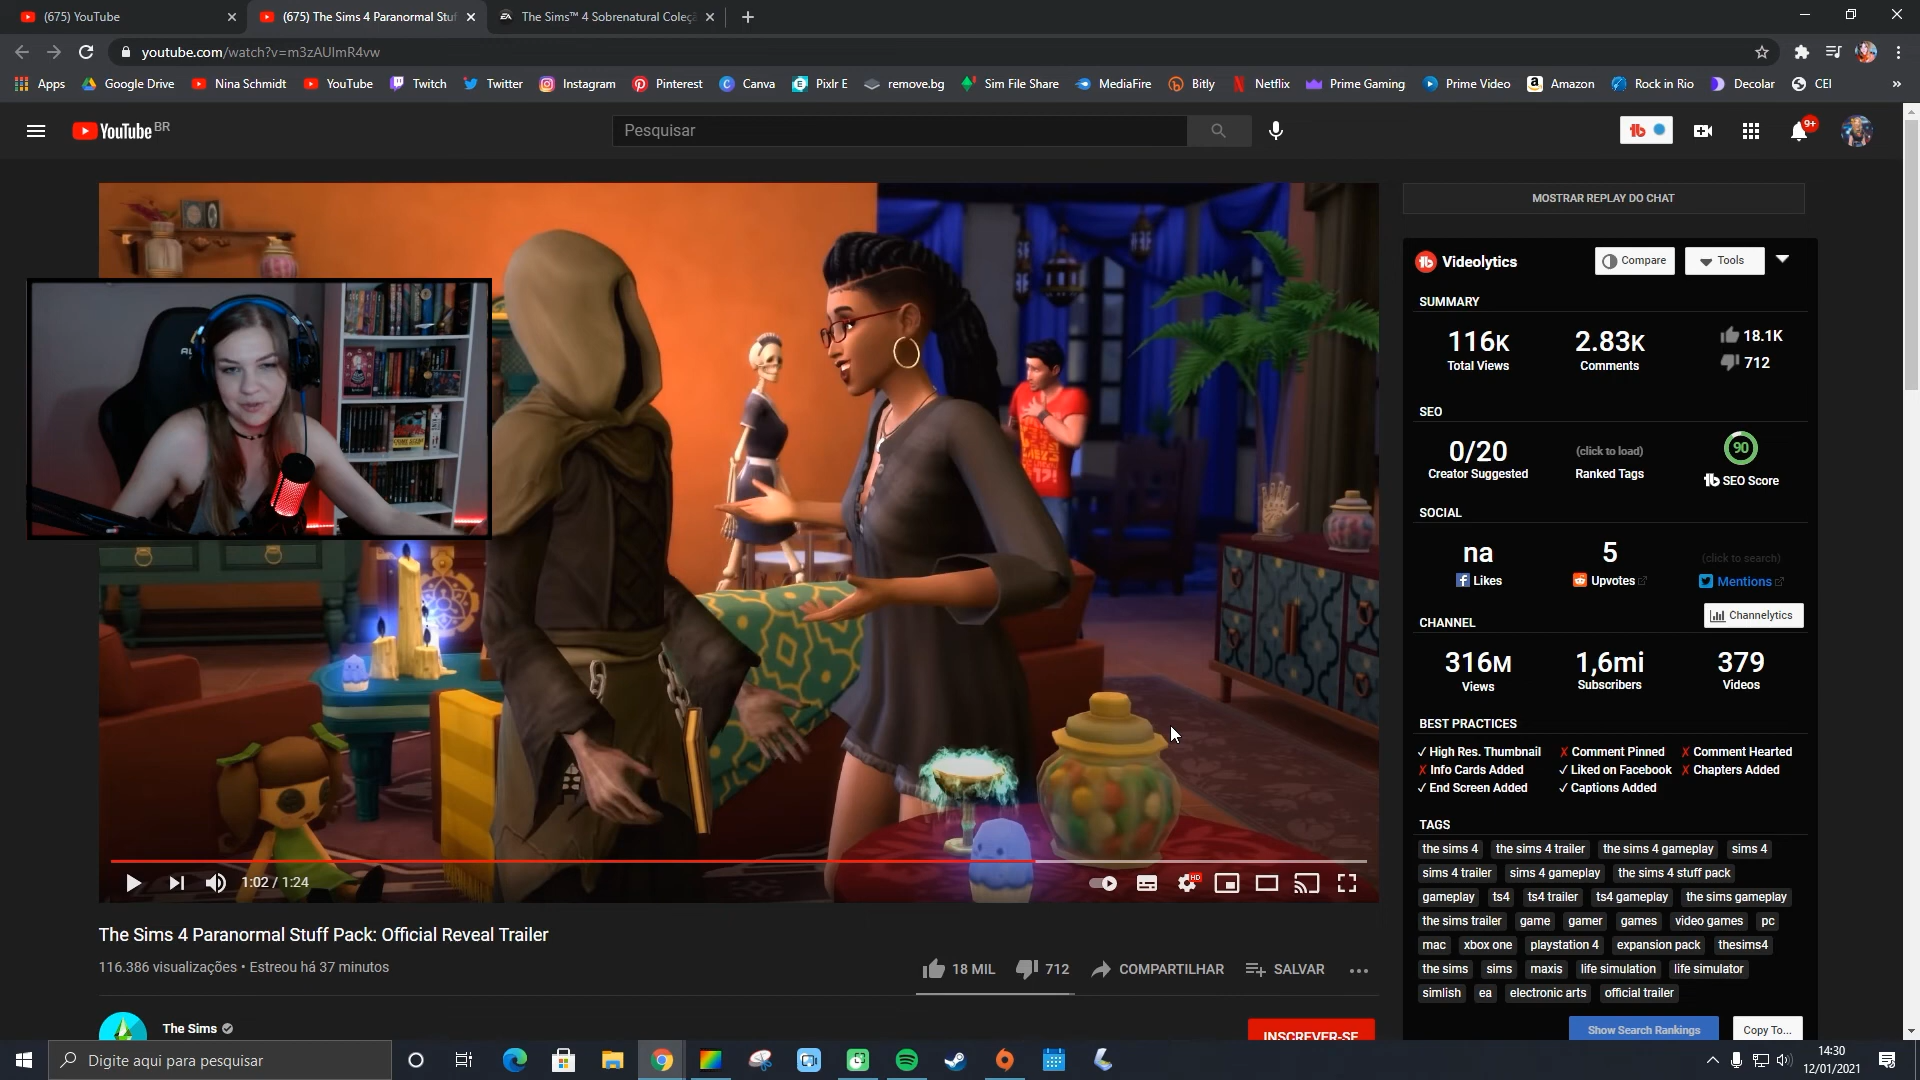 (675) YouTube
(675) The Sims 4 Paranormal Stuf
The Sims™ 4 Sobrenatural Coleç
youtube.com/watch?v=m3zAUlmR4vw
Apps
Google Drive
Nina Schmidt
YouTube
Twitch
Twitter
Instagram
Pinterest
Canva
Pixlr E
remove.bg
Sim File Share
MediaFire
Bitly
Netflix
Prime Gaming
Prime Video
Amazon
Rock in Rio
Decolar
CEI
YouTube BR
Pesquisar
9+
MOSTRAR REPLAY DO CHAT
Videolytics
Compare
Tools
SUMMARY
116K
Total Views
2.83K
Comments
18.1K
712
SEO
0/20
Creator Suggested
(click to load)
Ranked Tags
90
SEO Score
SOCIAL
na
Likes
5
Upvotes
(click to search)
Mentions
CHANNEL
Channelytics
316M
Views
1,6mi
Subscribers
379
Videos
BEST PRACTICES
✓ High Res. Thumbnail
✗ Comment Pinned
✗ Comment Hearted
✗ Info Cards Added
✓ Liked on Facebook
✗ Chapters Added
✓ End Screen Added
✓ Captions Added
TAGS
the sims 4
the sims 4 trailer
the sims 4 gameplay
sims 4
sims 4 trailer
sims 4 gameplay
the sims 4 stuff pack
gameplay
ts4
ts4 trailer
ts4 gameplay
the sims gameplay
the sims trailer
game
gamer
games
video games
pc
mac
xbox one
playstation 4
expansion pack
thesims4
the sims
sims
maxis
life simulation
life simulator
simlish
ea
electronic arts
official trailer
Show Search Rankings
Copy To...
1:02 / 1:24
HD
The Sims 4 Paranormal Stuff Pack: Official Reveal Trailer
116.386 visualizações • Estreou há 37 minutos
18 MIL
712
COMPARTILHAR
SALVAR
The Sims
INSCREVER-SE
Digite aqui para pesquisar
14:30
12/01/2021